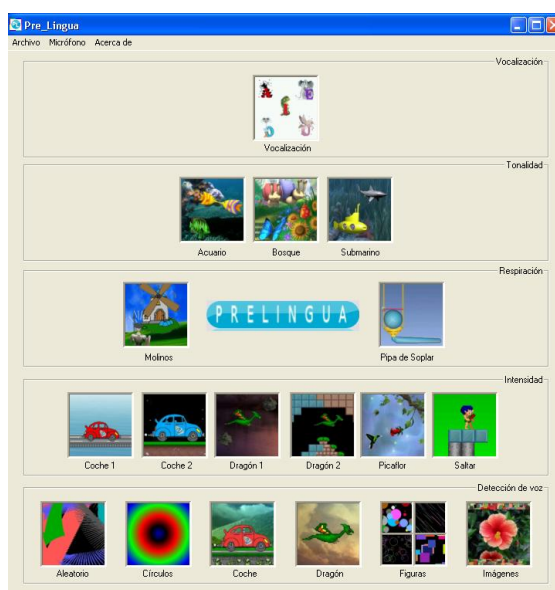 Pre_Lingua
Archivo Micrófono Acerca de
Vocalización
Vocalización
Tonalidad
Acuario Bosque Submarino
Respiración
PRELINGUA
Molinos Pipa de Soplar
Intensidad
Coche 1 Coche 2 Dragón 1 Dragón 2 Picaflor Saltar
Detección de voz
Aleatorio Círculos Coche Dragón Figuras Imágenes